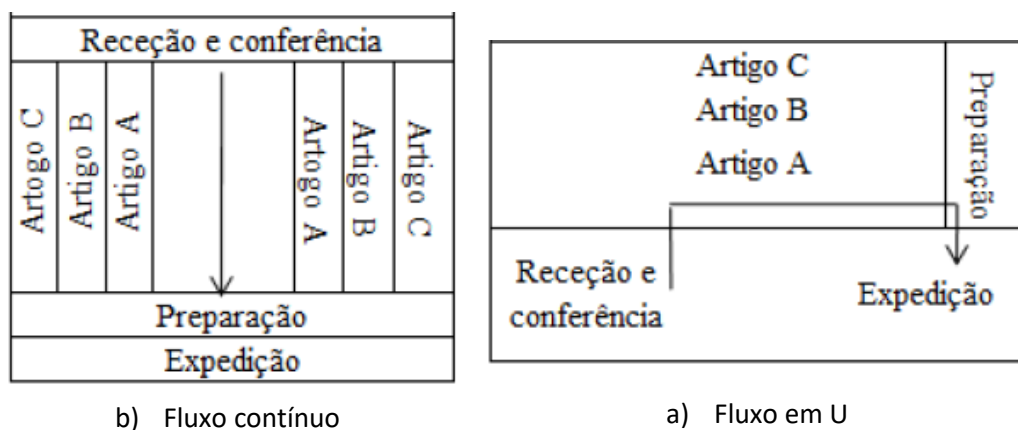 Receção e conferência
Artogo C
Artigo B
Artigo A
Artogo A
Artigo B
Artigo C
Preparação
Expedição
b) Fluxo contínuo
Artigo C
Artigo B
Artigo A
Preparação
Receção e
conferência
Expedição
a) Fluxo em U